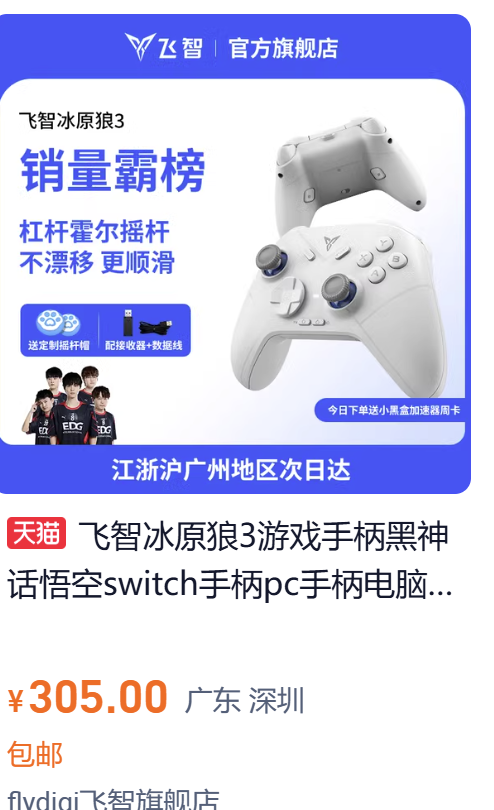 飞智 | 官方旗舰店
飞智冰原狼3
销量霸榜
杠杆霍尔摇杆
不漂移 更顺滑
送定制摇杆帽
配接收器+数据线
EDG EDG EDG
今日下单送小黑盒加速器周卡
江浙沪广州地区次日达
天猫 飞智冰原狼3游戏手柄黑神
话悟空switch手柄pc手柄电脑...
¥305.00 广东 深圳
包邮
flydigi飞智旗舰店